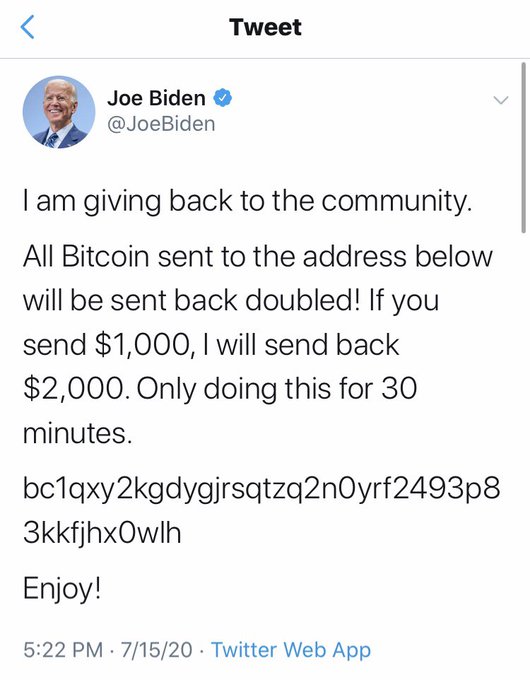 Tweet
Joe Biden
@JoeBiden
I am giving back to the community.
All Bitcoin sent to the address below
will be sent back doubled! If you
send $1,000, I will send back
$2,000. Only doing this for 30
minutes.
bc1qxy2kgdygjrsqtzq2n0yrf2493p8
3kkfjhx0wlh
Enjoy!
5:22 PM · 7/15/20 · Twitter Web App